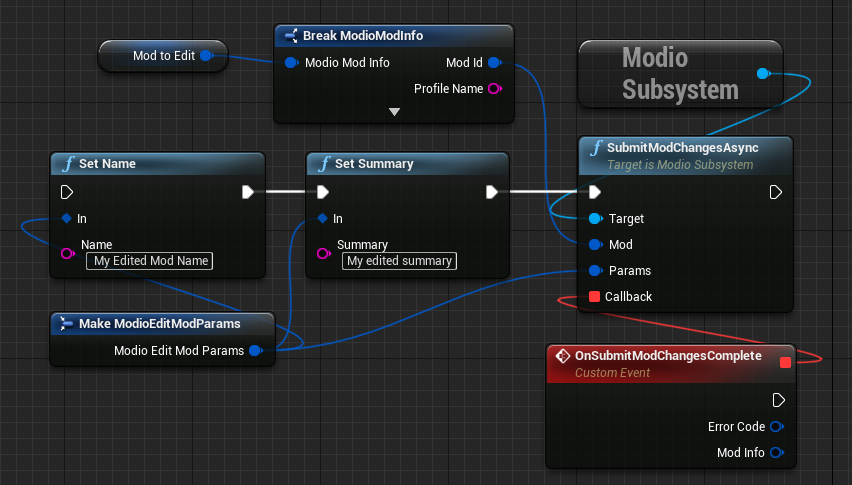 Mod to Edit
Break ModioModInfo
Modio Mod Info
Mod Id
Profile Name
Modio
Subsystem
Set Name
In
Name
My Edited Mod Name
Set Summary
In
Summary
My edited summary
SubmitModChangesAsync
Target is Modio Subsystem
Target
Mod
Params
Callback
Make ModioEditModParams
Modio Edit Mod Params
OnSubmitModChangesComplete
Custom Event
Error Code
Mod Info